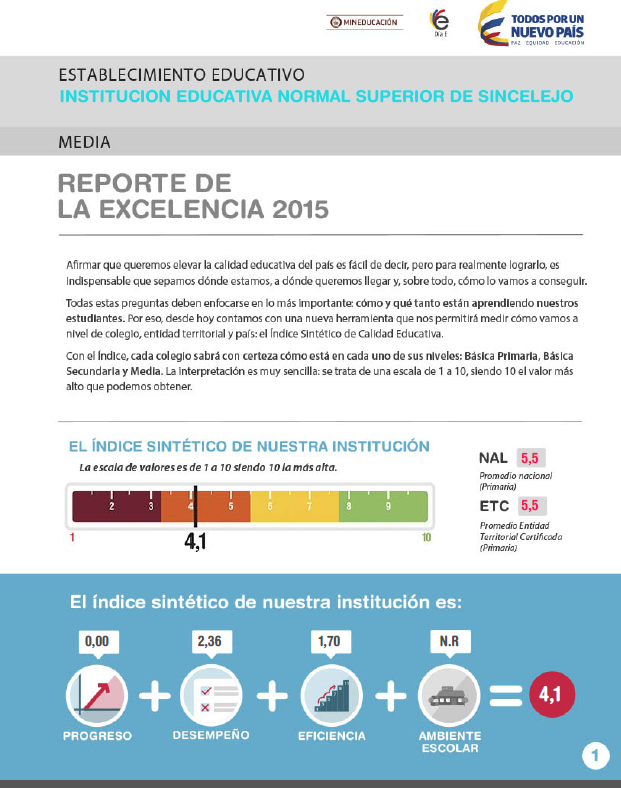 MINEDUCACIÓN
e
Día E
TODOS POR UN
NUEVO PAÍS
PAZ EQUIDAD EDUCACIÓN
ESTABLECIMIENTO EDUCATIVO
INSTITUCION EDUCATIVA NORMAL SUPERIOR DE SINCELEJO
MEDIA
REPORTE DE
LA EXCELENCIA 2015
Afirmar que queremos elevar la calidad educativa del país es fácil de decir, pero para realmente lograrlo, es
indispensable que sepamos dónde estamos, a dónde queremos llegar y, sobre todo, cómo lo vamos a conseguir.
Todas estas preguntas deben enfocarse en lo más importante: cómo y qué tanto están aprendiendo nuestros
estudiantes. Por eso, desde hoy contamos con una nueva herramienta que nos permitirá medir cómo vamos a
nivel de colegio, entidad territorial y país: el Índice Sintético de Calidad Educativa.
Con el Índice, cada colegio sabrá con certeza cómo está en cada uno de sus niveles: Básica Primaria, Básica
Secundaria y Media. La interpretación es muy sencilla: se trata de una escala de 1 a 10, siendo 10 el valor más
alto que podemos obtener.
EL ÍNDICE SINTÉTICO DE NUESTRA INSTITUCIÓN
La escala de valores es de 1 a 10 siendo 10 la más alta.
2 3 4 5 6 7 8 9
1 10
4,1
NAL 5,5
Promedio nacional
(Primaria)
ETC 5,5
Promedio Entidad
Territorial Certificada
(Primaria)
El índice sintético de nuestra institución es:
0,00 2,36 1,70 N.R
+ + + = 4,1
PROGRESO DESEMPEÑO EFICIENCIA AMBIENTE
ESCOLAR
1